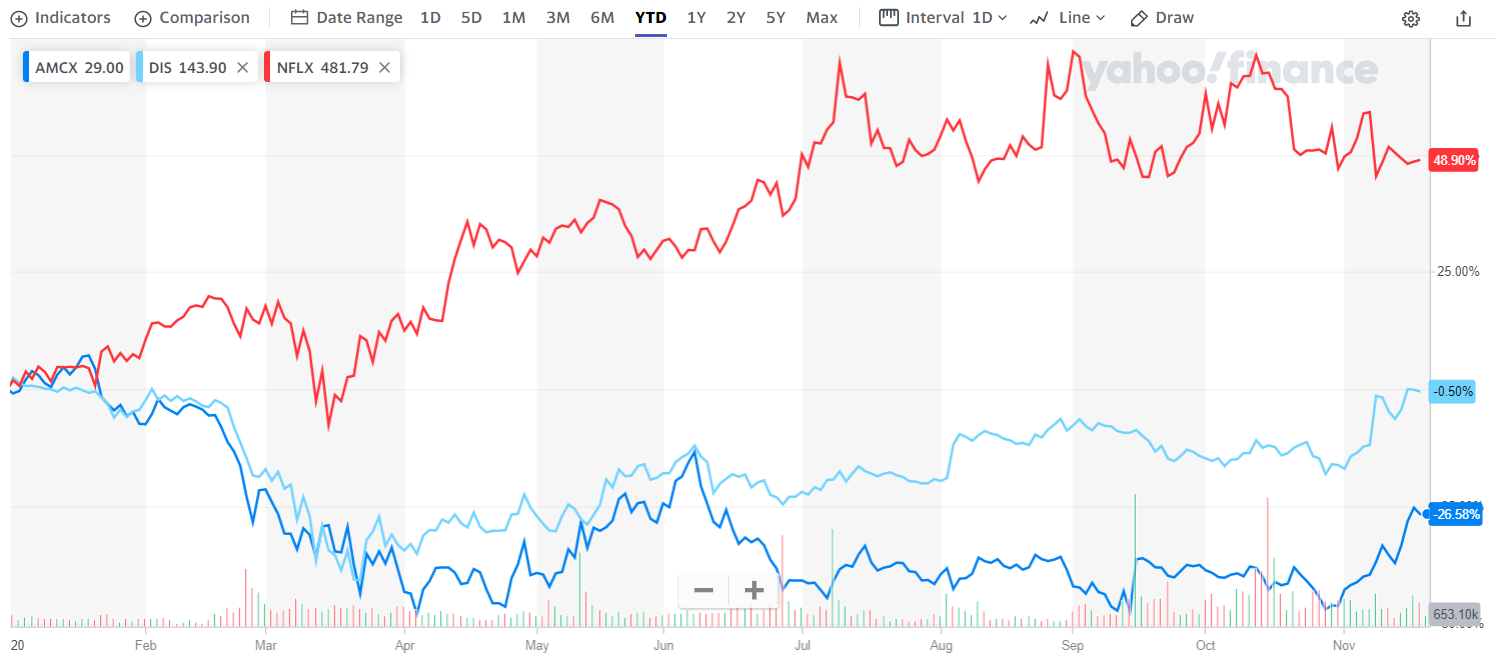 Indicators Comparison Date Range 1D 5D 1M 3M 6M YTD 1Y 2Y 5Y Max Interval 1D Line Draw
AMCX 29.00 DIS 143.90 NFLX 481.79
yahoo!finance
48.90%
25.00%
-0.50%
-26.58%
653.10k
20 Feb Mar Apr May Jun Jul Aug Sep Oct Nov